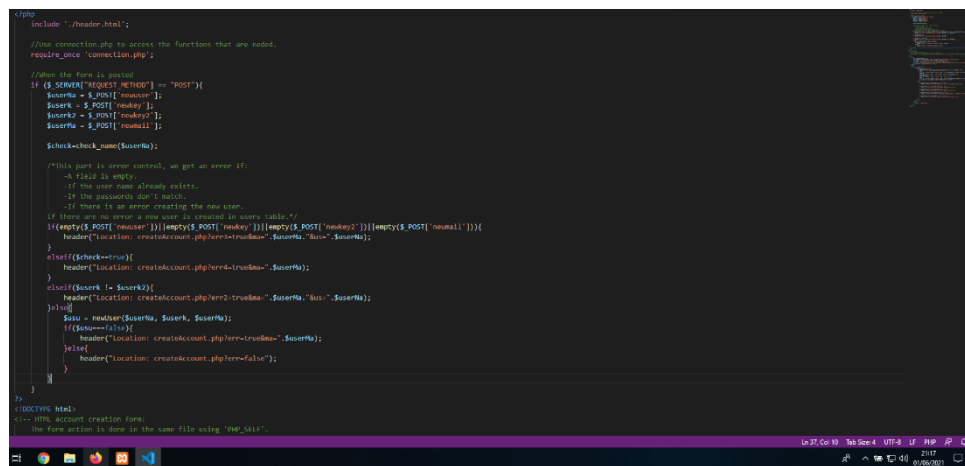 <?php
include './header.html';
//Use connection.php to access the functions that are noded.
require_once 'connection.php';
//When the form is posted
if ($_SERVER["REQUEST_METHOD"] == "POST"){
$userNa = $_POST['newuser'];
$userk = $_POST['newkey'];
$userk2 = $_POST['newkey2'];
$userMa = $_POST['newmail'];
$check=check_name($userNa);
/*This part is error control, we get an error if:
-A field is empty.
-If the user name already exists.
-If the passwords don't match.
-If there is an error creating the new user.
If there are no error a new user is created in users table.*/
if(empty($_POST['newuser'])||empty($_POST['newkey'])||empty($_POST['newkey2'])||empty($_POST['newmail'])){
header("Location: createAccount.php?err3=true&ma=".$userMa."&us=".$userNa);
}
elseif($check==true){
header("Location: createAccount.php?err4=true&ma=".$userMa);
}
elseif($userk != $userk2){
header("Location: createAccount.php?err2=true&ma=".$userMa."&us=".$userNa);
}else{
$usu = newUser($userNa, $userk, $userMa);
if($usu===false){
header("Location: createAccount.php?err=true&ma=".$userMa);
}else{
header("Location: createAccount.php?err=false");
}
}
}
?>
<!DOCTYPE html>
<!-- HTML account creation Form:
The form action is done in the same file using 'PHP_SELF'.
Ln 37, Col 10 Tab Size: 4 UTF-8 LF PHP
21:17
01/06/2021